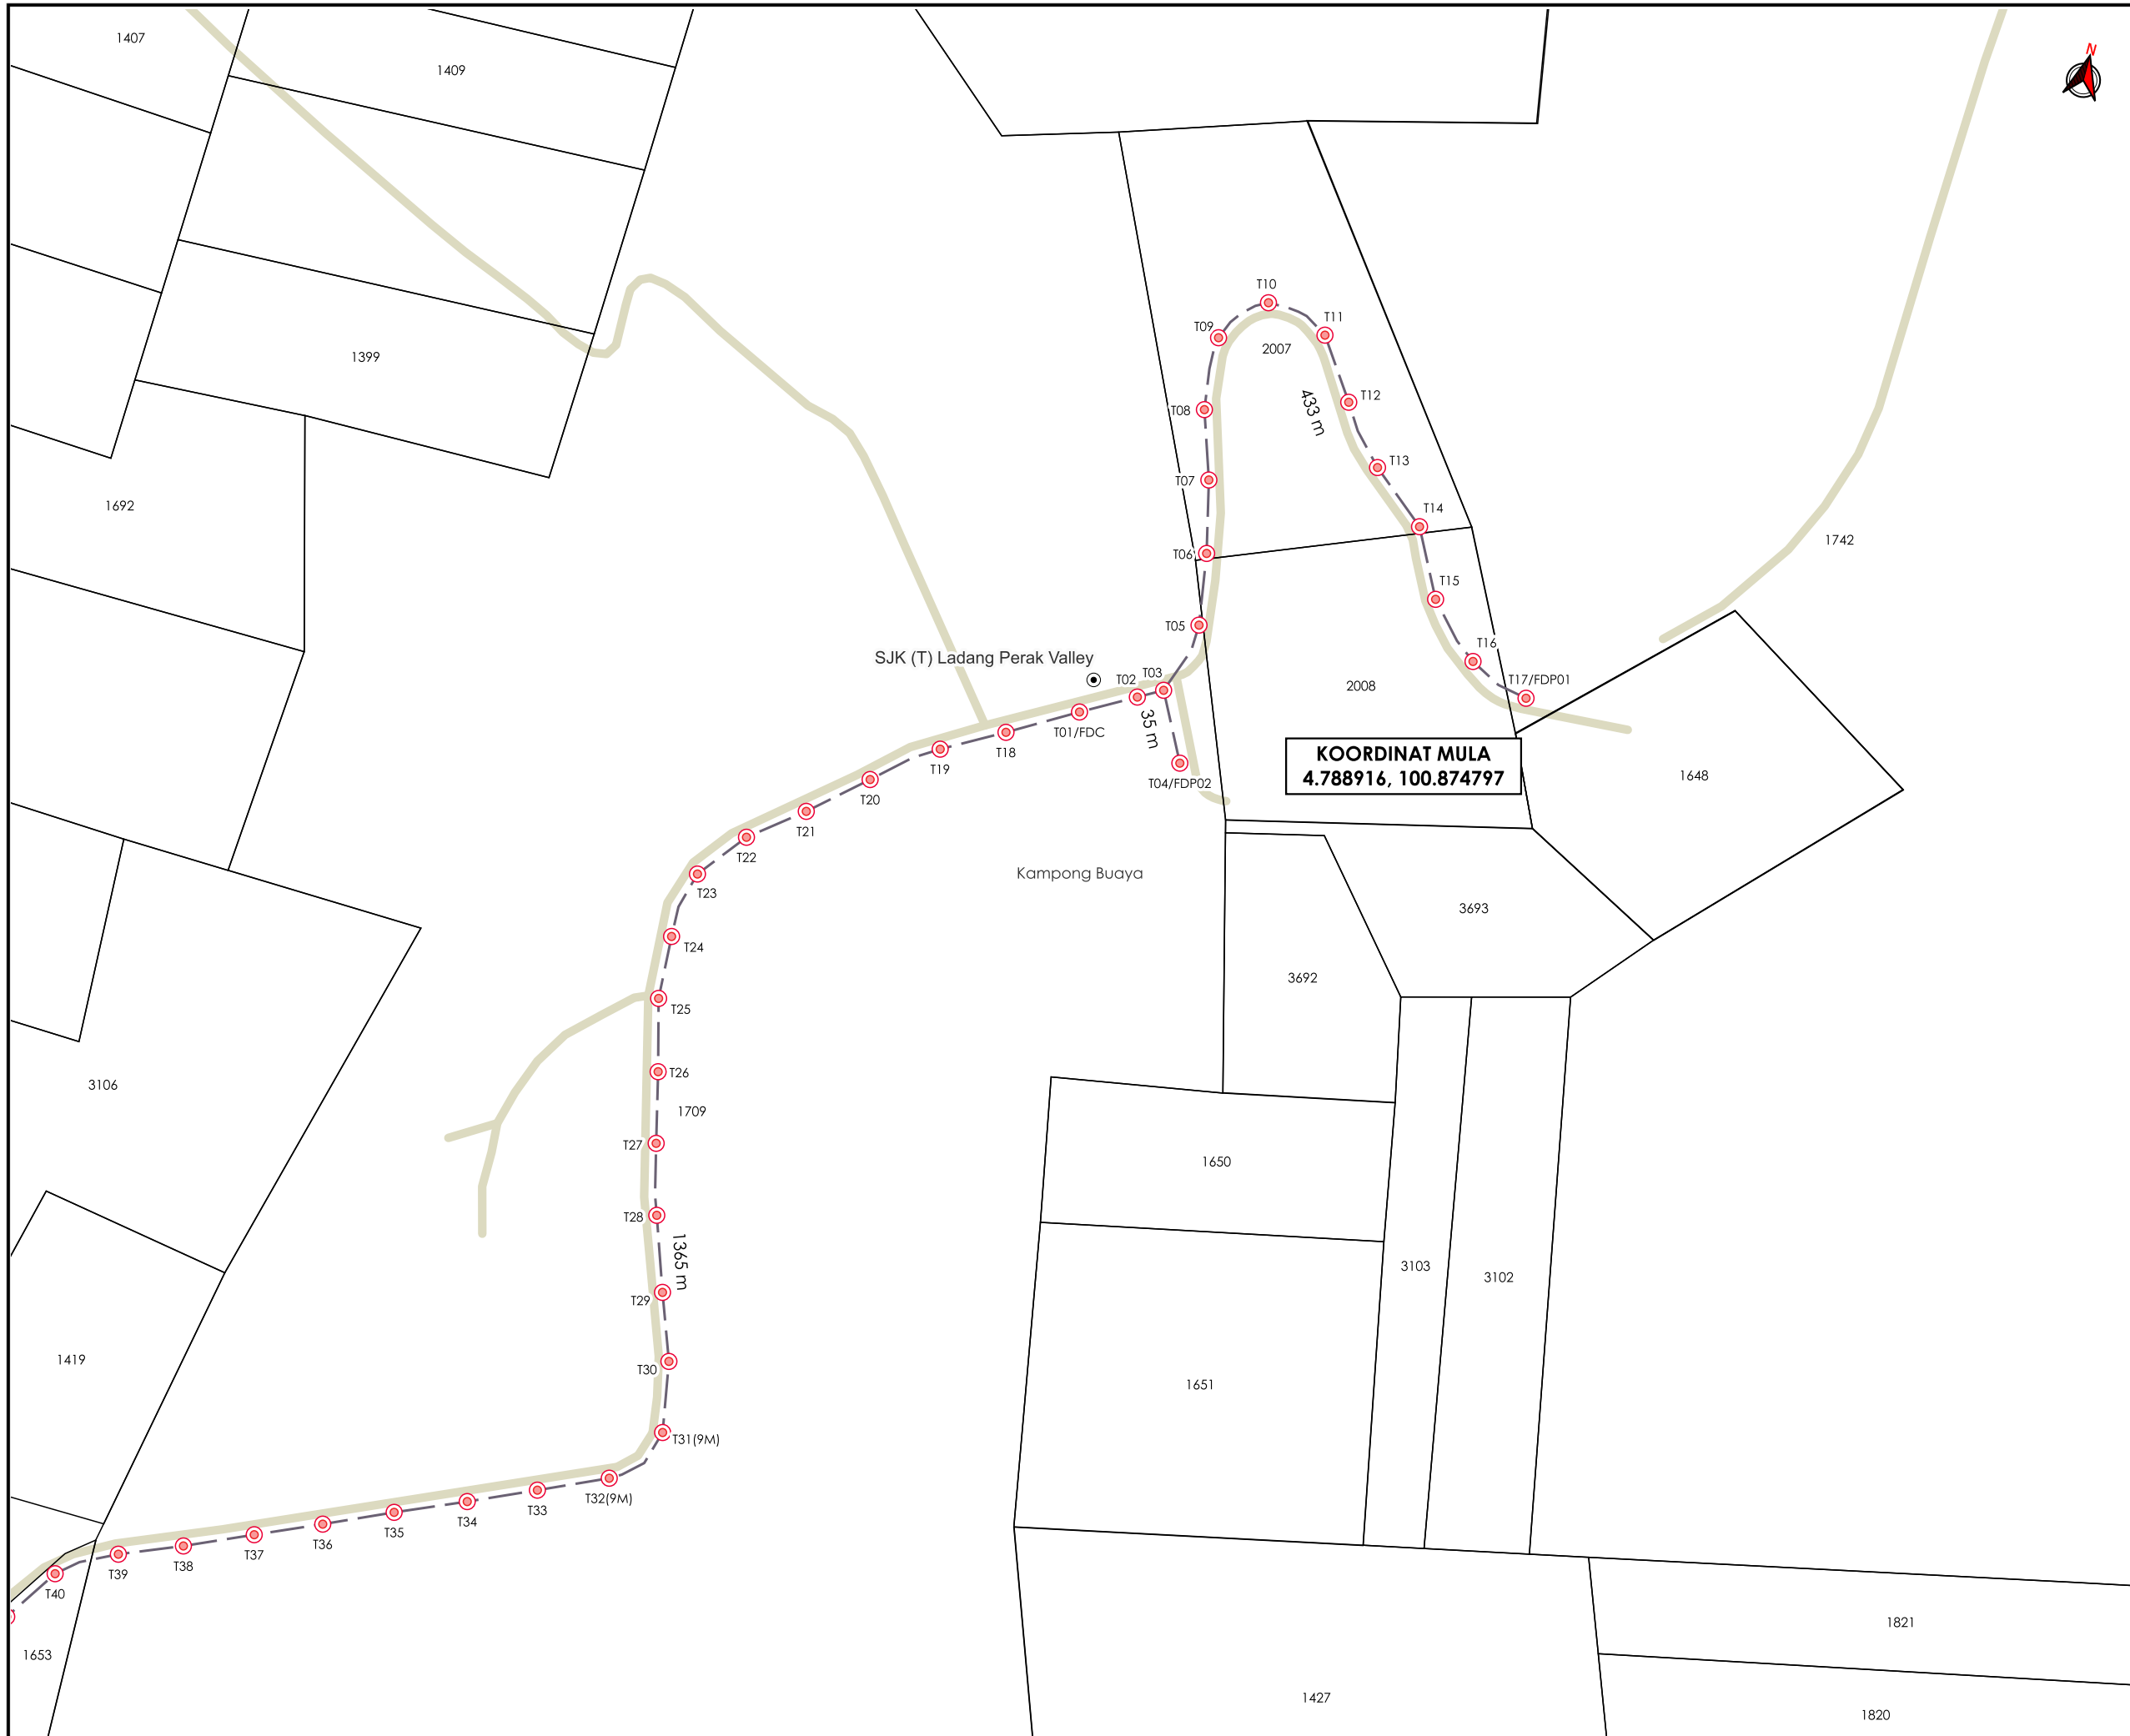 1407
1409
N
T10
T09
T11
2007
1399
T08
T12
433 m
T13
T07
1692
T14
T06
1742
T15
T05
SJK (T) Ladang Perak Valley
T16
T03
T02
T17/FDP01
2008
35 m
T01/FDC
T18
T19
T04/FDP02
KOORDINAT MULA
4.788916, 100.874797
1648
T20
T21
T22
Kampong Buaya
T23
3693
T24
3692
T25
T26
3106
1709
T27
1650
T28
1365 m
3103
3102
T29
1419
T30
1651
T31(9M)
T32(9M)
T33
T34
T35
T36
T37
T38
T39
T40
1821
1653
1427
1820